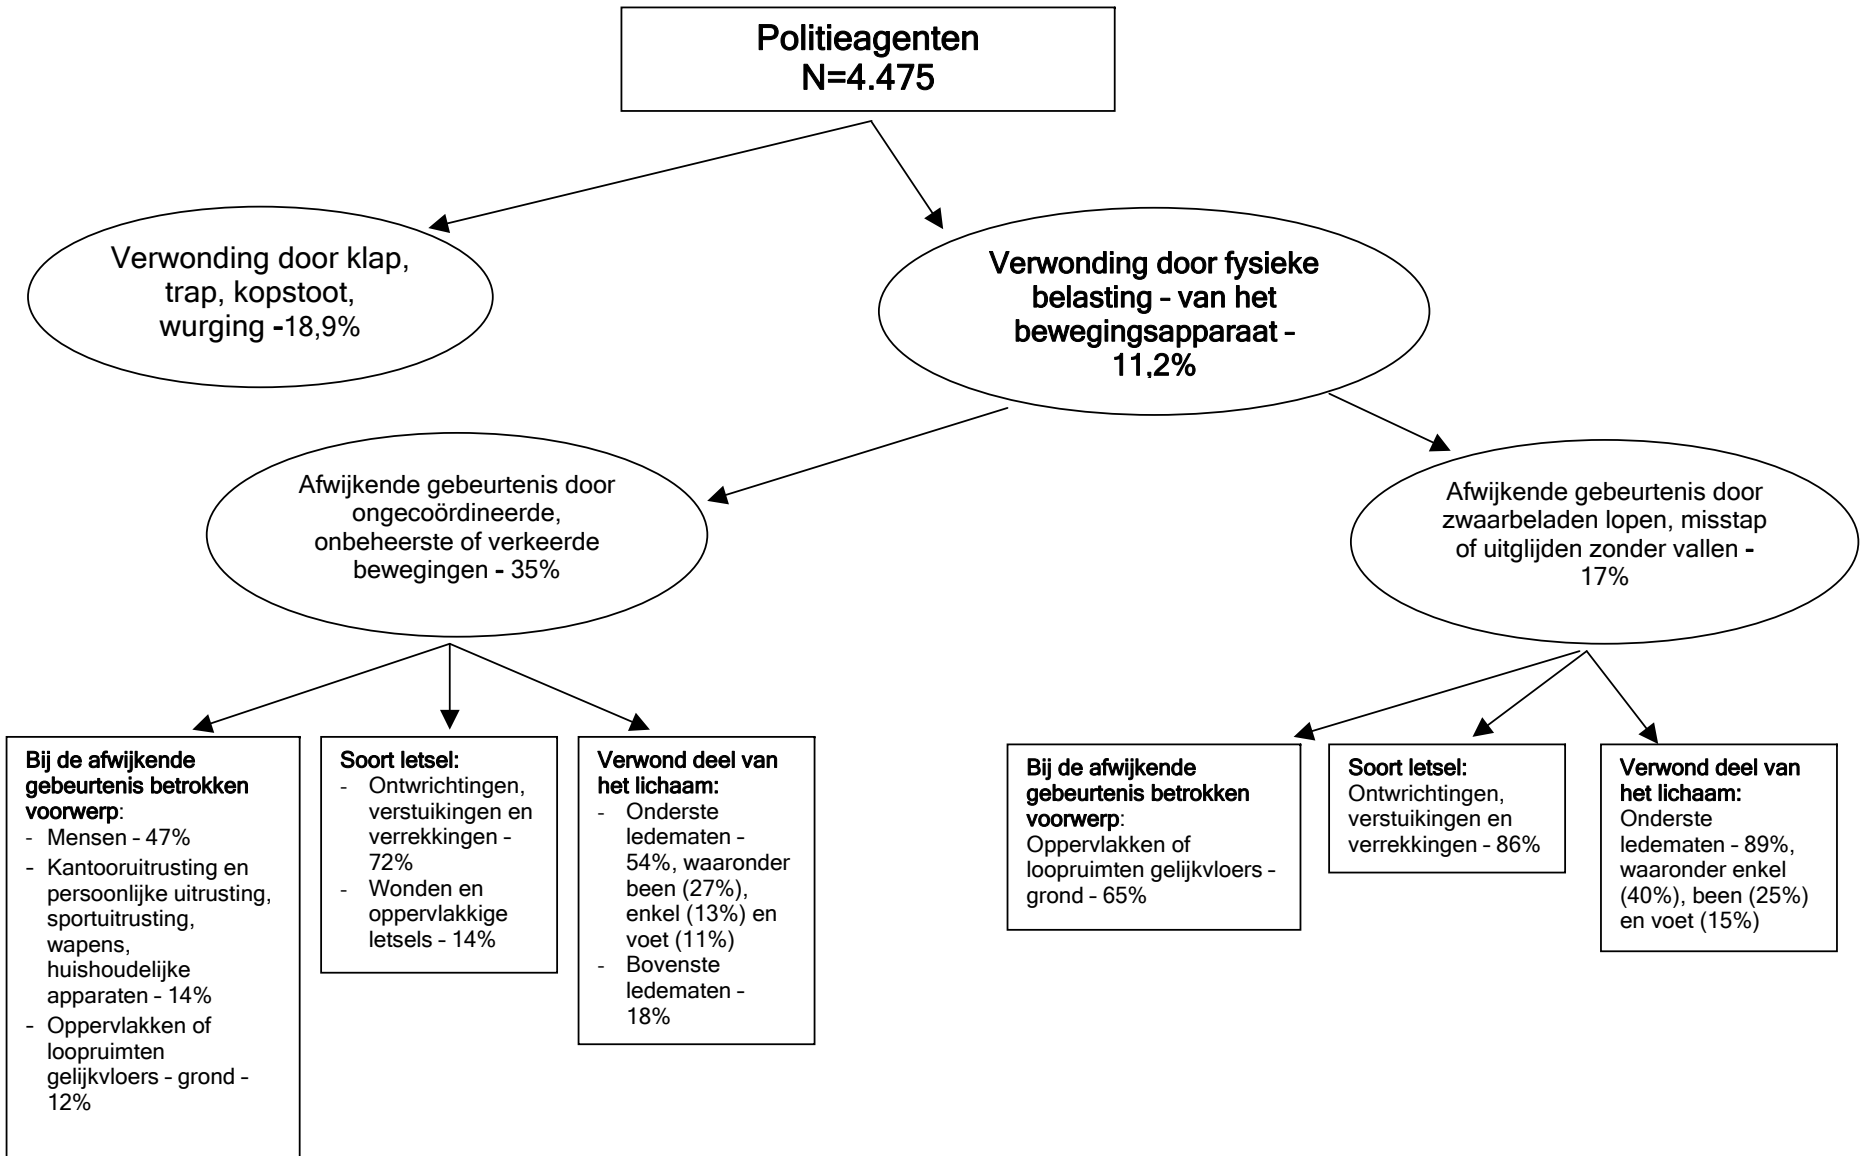 Politieagenten
N=4.475
Verwonding door klap,
trap, kopstoot,
wurging -18,9%
Verwonding door fysieke
belasting – van het
bewegingsapparaat –
11,2%
Afwijkende gebeurtenis door
ongecoördineerde,
onbeheerste of verkeerde
bewegingen - 35%
Afwijkende gebeurtenis door
zwaarbeladen lopen, misstap
of uitglijden zonder vallen -
17%
Bij de afwijkende
gebeurtenis betrokken
voorwerp:
- Mensen – 47%
- Kantooruitrusting en
persoonlijke uitrusting,
sportuitrusting,
wapens,
huishoudelijke
apparaten – 14%
- Oppervlakken of
loopruimten
gelijkvloers – grond –
12%
Soort letsel:
- Ontwrichtingen,
verstuikingen en
verrekkingen –
72%
- Wonden en
oppervlakkige
letsels – 14%
Verwond deel van
het lichaam:
- Onderste
ledematen –
54%, waaronder
been (27%),
enkel (13%) en
voet (11%)
- Bovenste
ledematen –
18%
Bij de afwijkende
gebeurtenis betrokken
voorwerp:
Oppervlakken of
loopruimten gelijkvloers –
grond – 65%
Soort letsel:
Ontwrichtingen,
verstuikingen en
verrekkingen – 86%
Verwond deel van
het lichaam:
Onderste
ledematen – 89%,
waaronder enkel
(40%), been (25%)
en voet (15%)